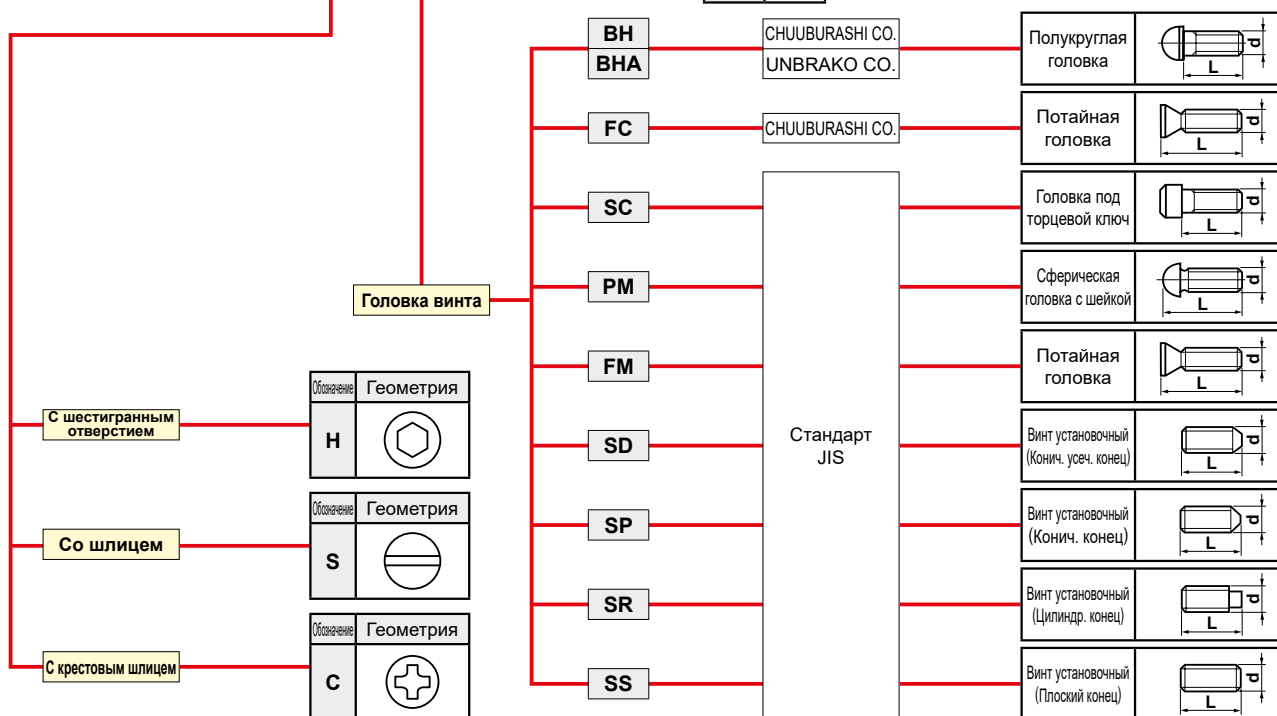 BH
CHUUBURASHI CO.
BHA
UNBRAKO CO.
Полукруглая
головка
d
L
FC
CHUUBURASHI CO.
Потайная
головка
d
L
SC
Головка под
торцевой ключ
d
L
Головка винта
PM
Сферическая
головка с шейкой
d
L
FM
Потайная
головка
d
L
Стандарт
JIS
SD
Винт установочный
(Конич. усеч. конец)
d
L
SP
Винт установочный
(Конич. конец)
d
L
SR
Винт установочный
(Цилиндр. конец)
d
L
SS
Винт установочный
(Плоский конец)
d
L
С шестигранным
отверстием
Обозначение Геометрия
H
Со шлицем
Обозначение Геометрия
S
С крестовым шлицем
Обозначение Геометрия
C